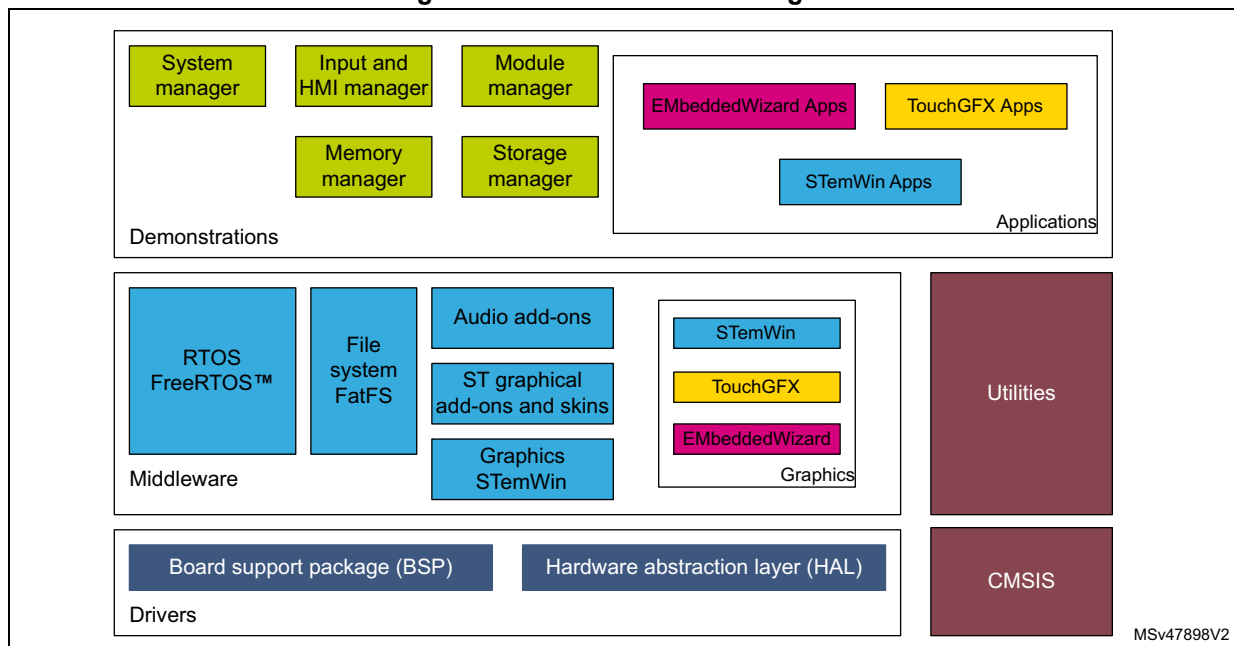 System
manager
Input and
HMI manager
Module
manager
Memory
manager
Storage
manager
EMbeddedWizard Apps
TouchGFX Apps
STemWin Apps
Applications
Demonstrations
RTOS
FreeRTOS™
File
system
FatFS
Audio add-ons
ST graphical
add-ons and skins
Graphics
STemWin
STemWin
TouchGFX
EMbeddedWizard
Graphics
Middleware
Utilities
Board support package (BSP)
Hardware abstraction layer (HAL)
Drivers
CMSIS
MSv47898V2